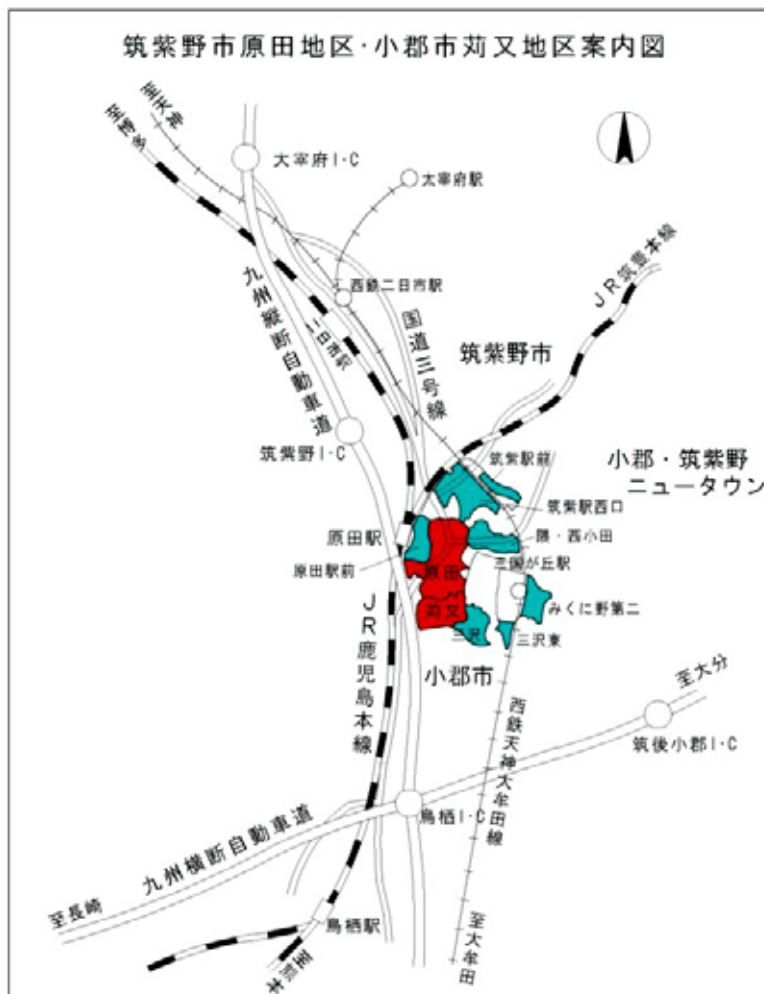 筑紫野市原田地区･小郡市苅又地区案内図
至天神
至博多
大宰府I･C
太宰府駅
JR筑豊本線
西鉄二日市駅
九州縦断自動車道
二日市駅
国道三号線
筑紫野市
筑紫野I･C
筑紫駅前
小郡・筑紫野
ニュータウン
筑紫駅西口
原田駅
隈・西小田
原田駅前
原田
三国が丘駅
苅又
みくに野第二
三沢
三沢東
JR鹿児島本線
小郡市
至大分
西鉄天神大牟田線
筑後小郡I･C
鳥栖I･C
九州横断自動車道
至長崎
鳥栖駅
至熊本
至大牟田